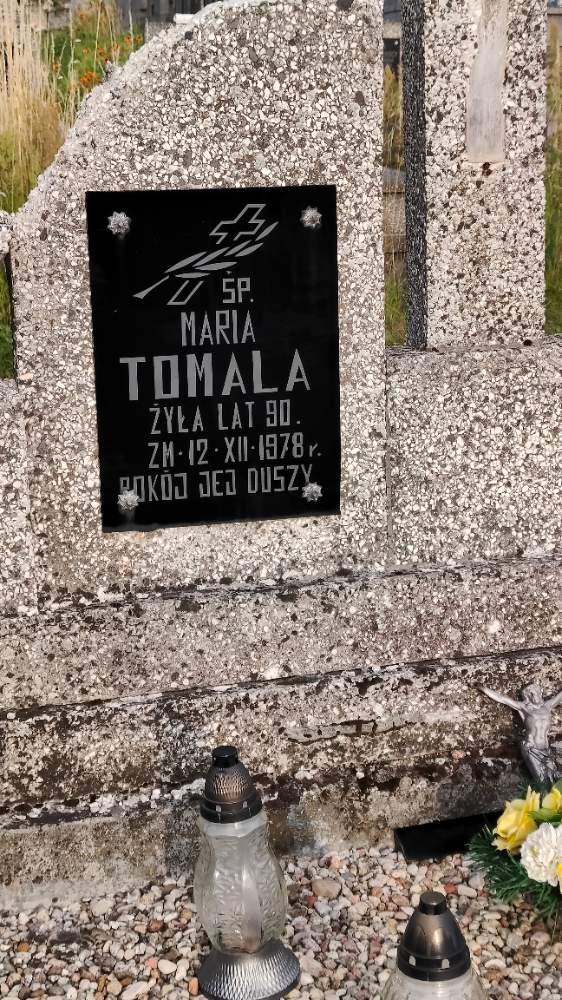 ŚP.
MARIA
TOMALA
ŻYŁA LAT 90.
ZM·12·XII·1978 r.
POKÓJ JEJ DUSZY